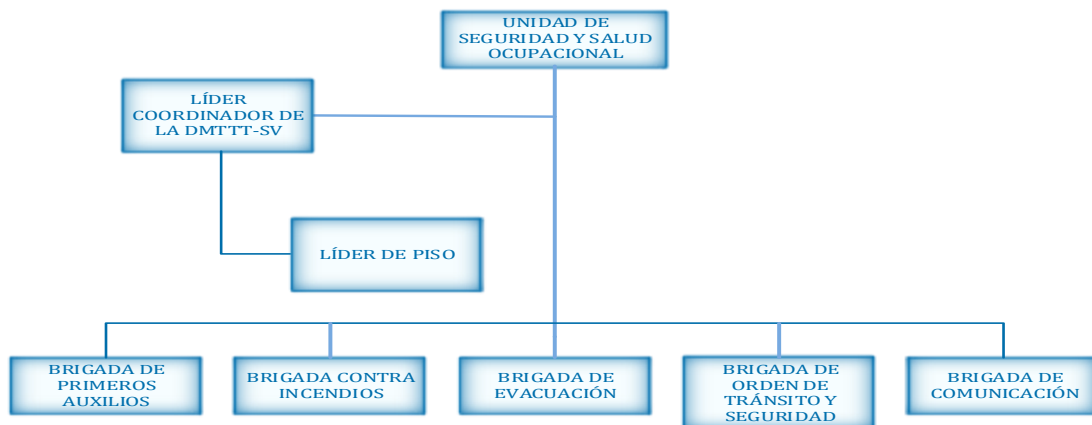 UNIDAD DE
SEGURIDAD Y SALUD
OCUPACIONAL
LÍDER
COORDINADOR DE
LA DMTTT-SV
LÍDER DE PISO
BRIGADA DE
PRIMEROS
AUXILIOS
BRIGADA CONTRA
INCENDIOS
BRIGADA DE
EVACUACIÓN
BRIGADA DE
ORDEN DE
TRÁNSITO Y
SEGURIDAD
BRIGADA DE
COMUNICACIÓN